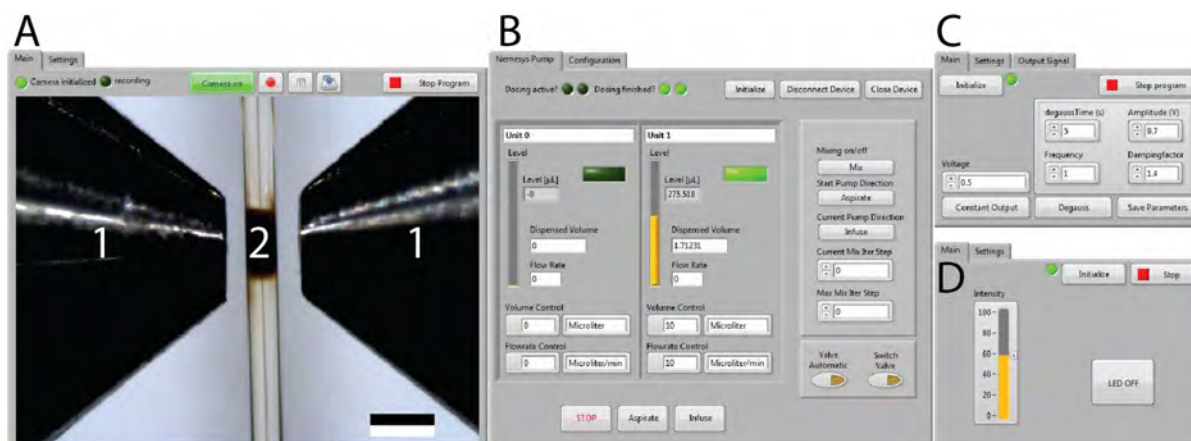 A
Main Settings
Camera initialized recording Camera on Stop Program
1 2 1
B
Nemesys Pump Configuration
Dosing active? Dosing finished? Initialize Disconnect Device Close Device
Unit 0 Unit 1
Level Level
Level [µL] Level [µL]
-0 275.518
Dispensed Volume Dispensed Volume
0 1.71231
Flow Rate Flow Rate
0 0
Volume Control Volume Control
0 Microliter 10 Microliter
Flowrate Control Flowrate Control
0 Microliter/min 10 Microliter/min
Mixing on/off
Mix
Start Pump Direction
Aspirate
Current Pump Direction
Infuse
Current Mix Iter Step
0
Max Mix Iter Step
0
Valve Automatic Switch Valve
STOP Aspirate Infuse
C
Main Settings Output Signal
Initialize Stop program
degaussTime (s) Amplitude (V)
5 9.7
Frequency Dampingfactor
1 1.4
Voltage
0.5
Constant Output Degauss Save Parameters
D
Main Settings
Initialize Stop
Intensity
100
80
60
40
20
0
LED OFF